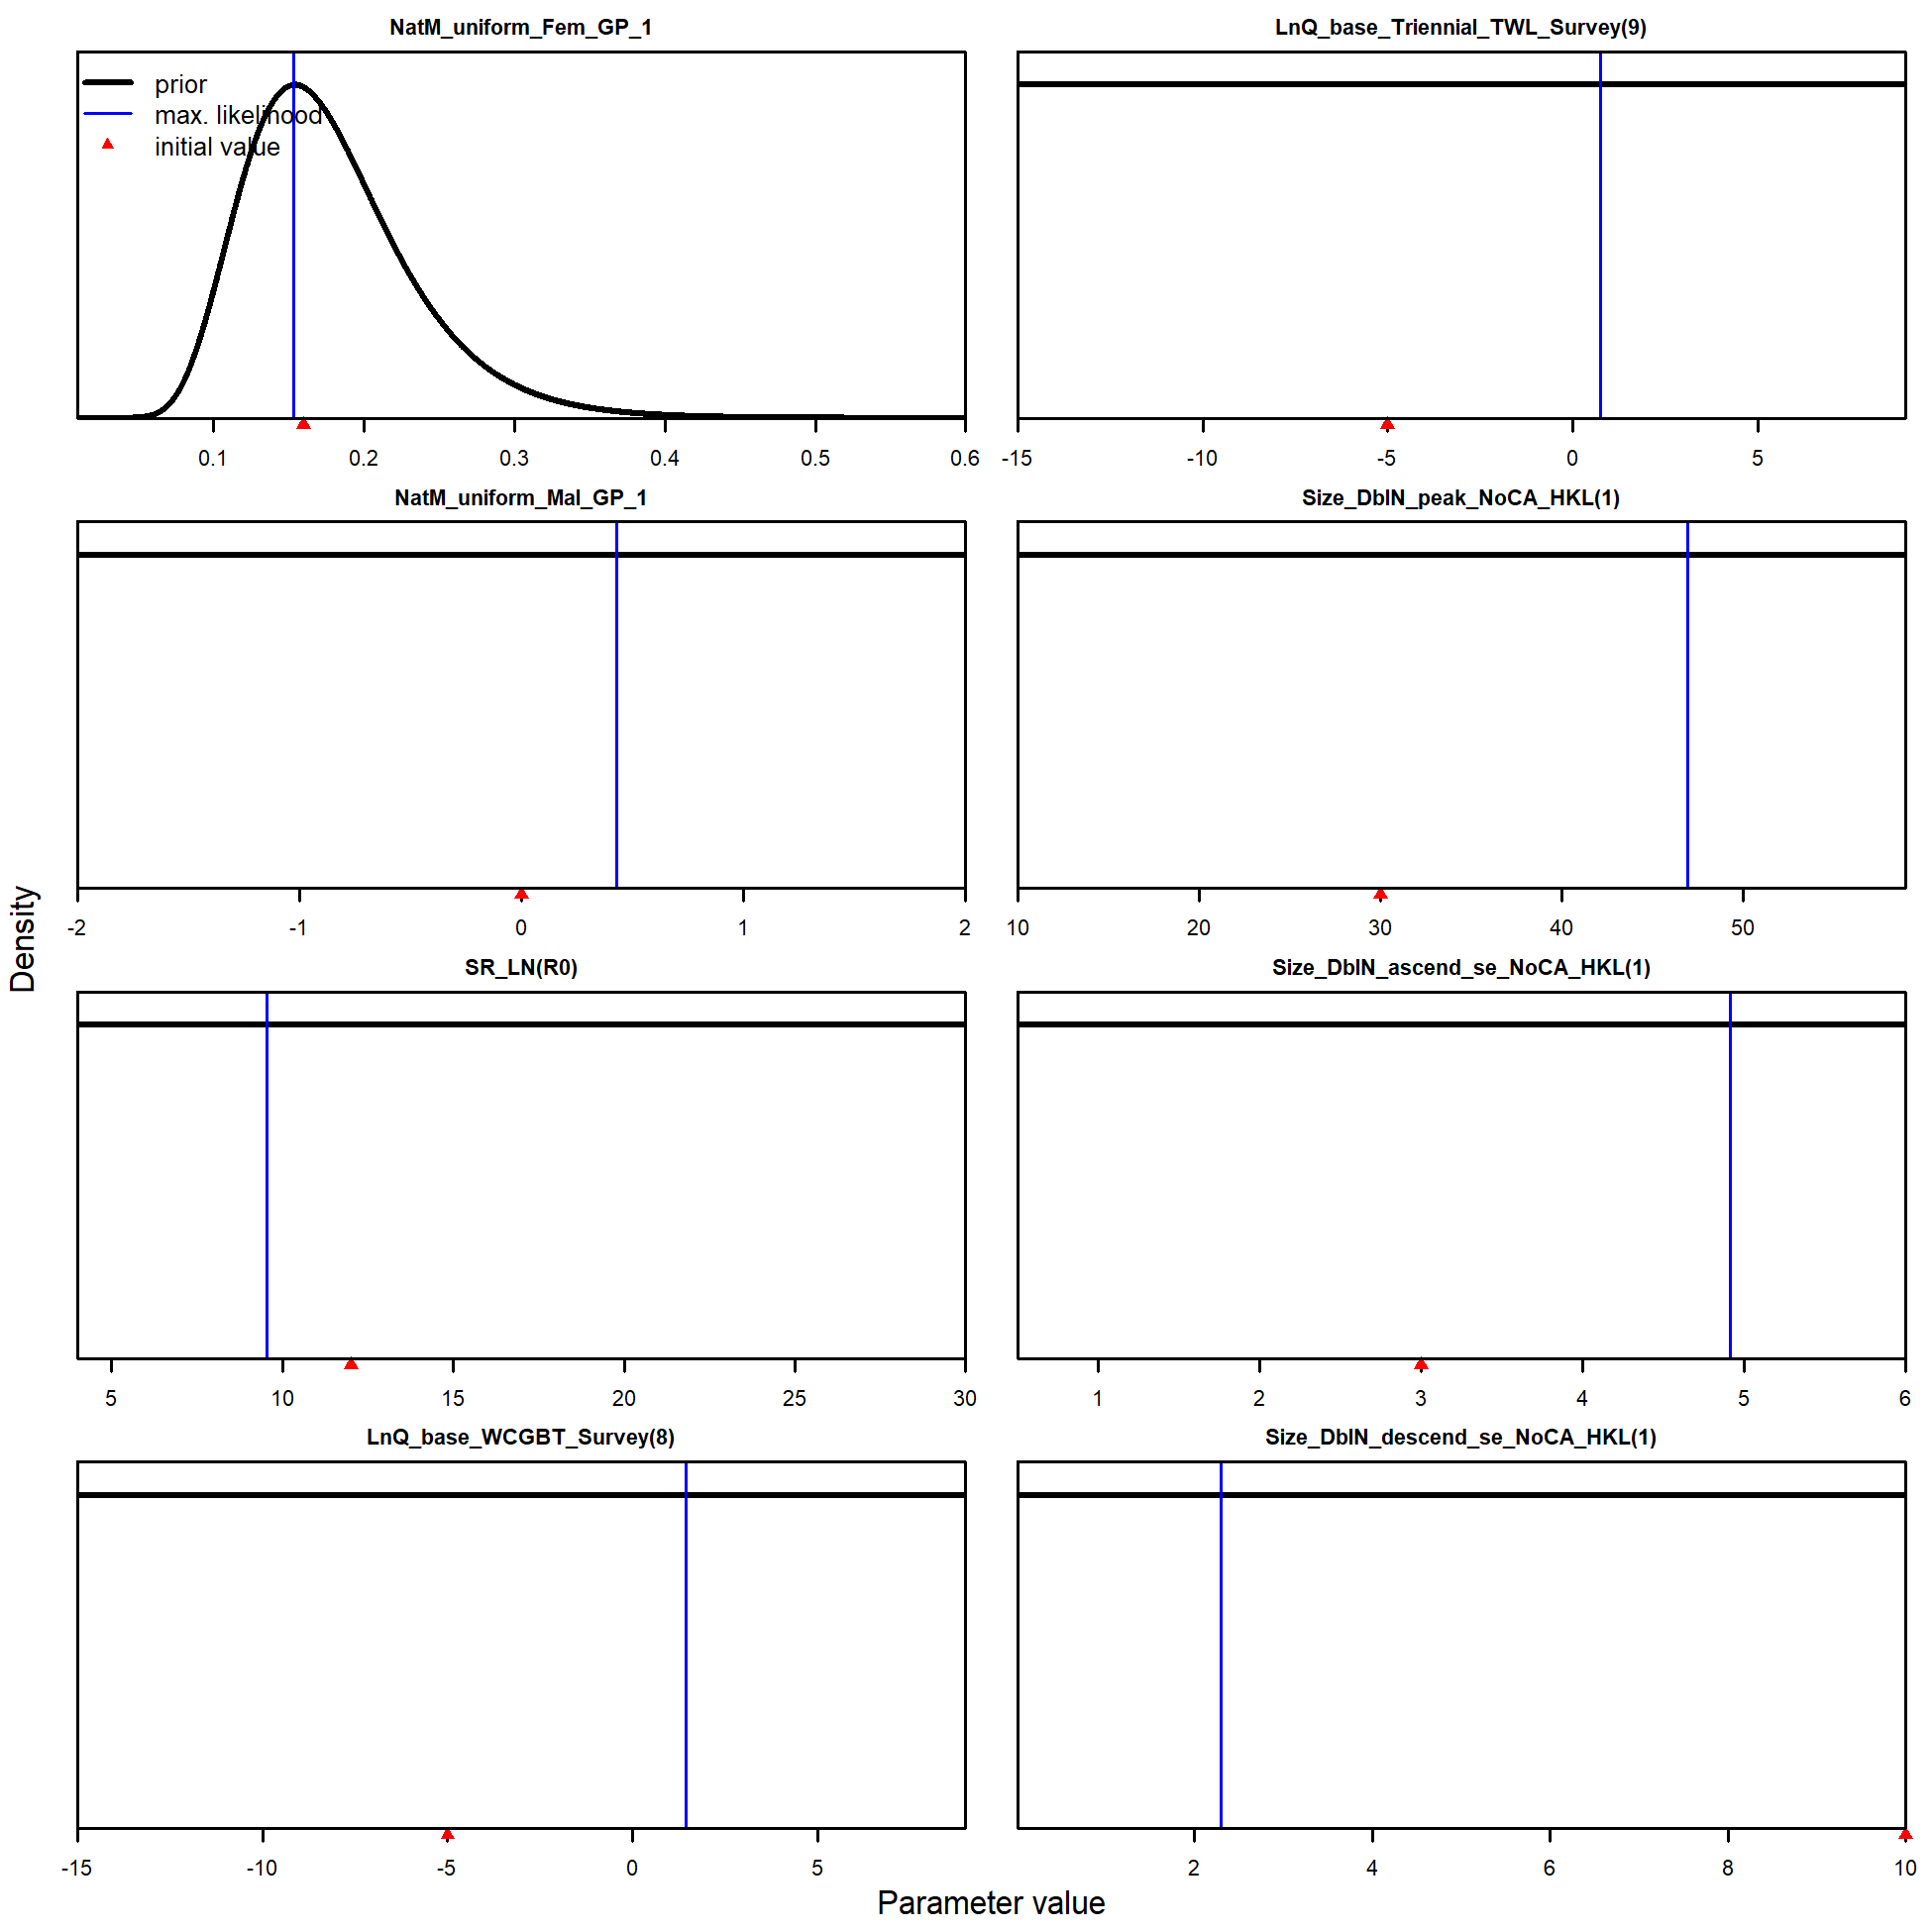 NatM_uniform_Fem_GP_1
prior
max. likelihood
initial value
0.1 0.2 0.3 0.4 0.5 0.6
LnQ_base_Triennial_TWL_Survey(9)
-15 -10 -5 0 5
NatM_uniform_Mal_GP_1
-2 -1 0 1 2
Size_DblN_peak_NoCA_HKL(1)
10 20 30 40 50
SR_LN(R0)
5 10 15 20 25 30
Size_DblN_ascend_se_NoCA_HKL(1)
1 2 3 4 5 6
LnQ_base_WCGBT_Survey(8)
-15 -10 -5 0 5
Size_DblN_descend_se_NoCA_HKL(1)
2 4 6 8 10
Density
Parameter value